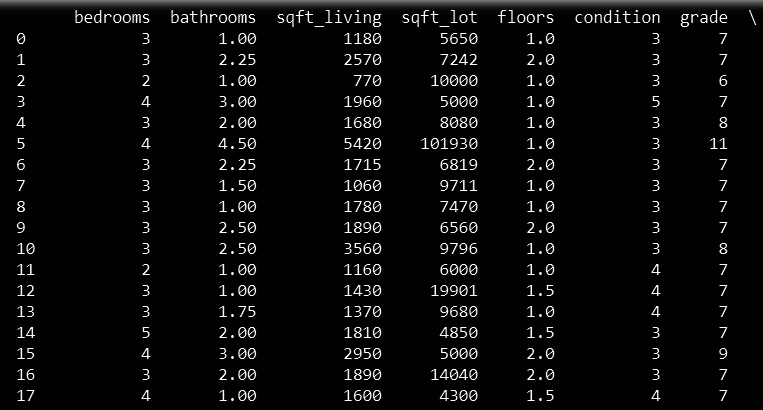 bedrooms bathrooms sqft_living sqft_lot floors condition grade \
0 3 1.00 1180 5650 1.0 3 7
1 3 2.25 2570 7242 2.0 3 7
2 2 1.00 770 10000 1.0 3 6
3 4 3.00 1960 5000 1.0 5 7
4 3 2.00 1680 8080 1.0 3 8
5 4 4.50 5420 101930 1.0 3 11
6 3 2.25 1715 6819 2.0 3 7
7 3 1.50 1060 9711 1.0 3 7
8 3 1.00 1780 7470 1.0 3 7
9 3 2.50 1890 6560 2.0 3 7
10 3 2.50 3560 9796 1.0 3 8
11 2 1.00 1160 6000 1.0 4 7
12 3 1.00 1430 19901 1.5 4 7
13 3 1.75 1370 9680 1.0 4 7
14 5 2.00 1810 4850 1.5 3 7
15 4 3.00 2950 5000 2.0 3 9
16 3 2.00 1890 14040 2.0 3 7
17 4 1.00 1600 4300 1.5 4 7